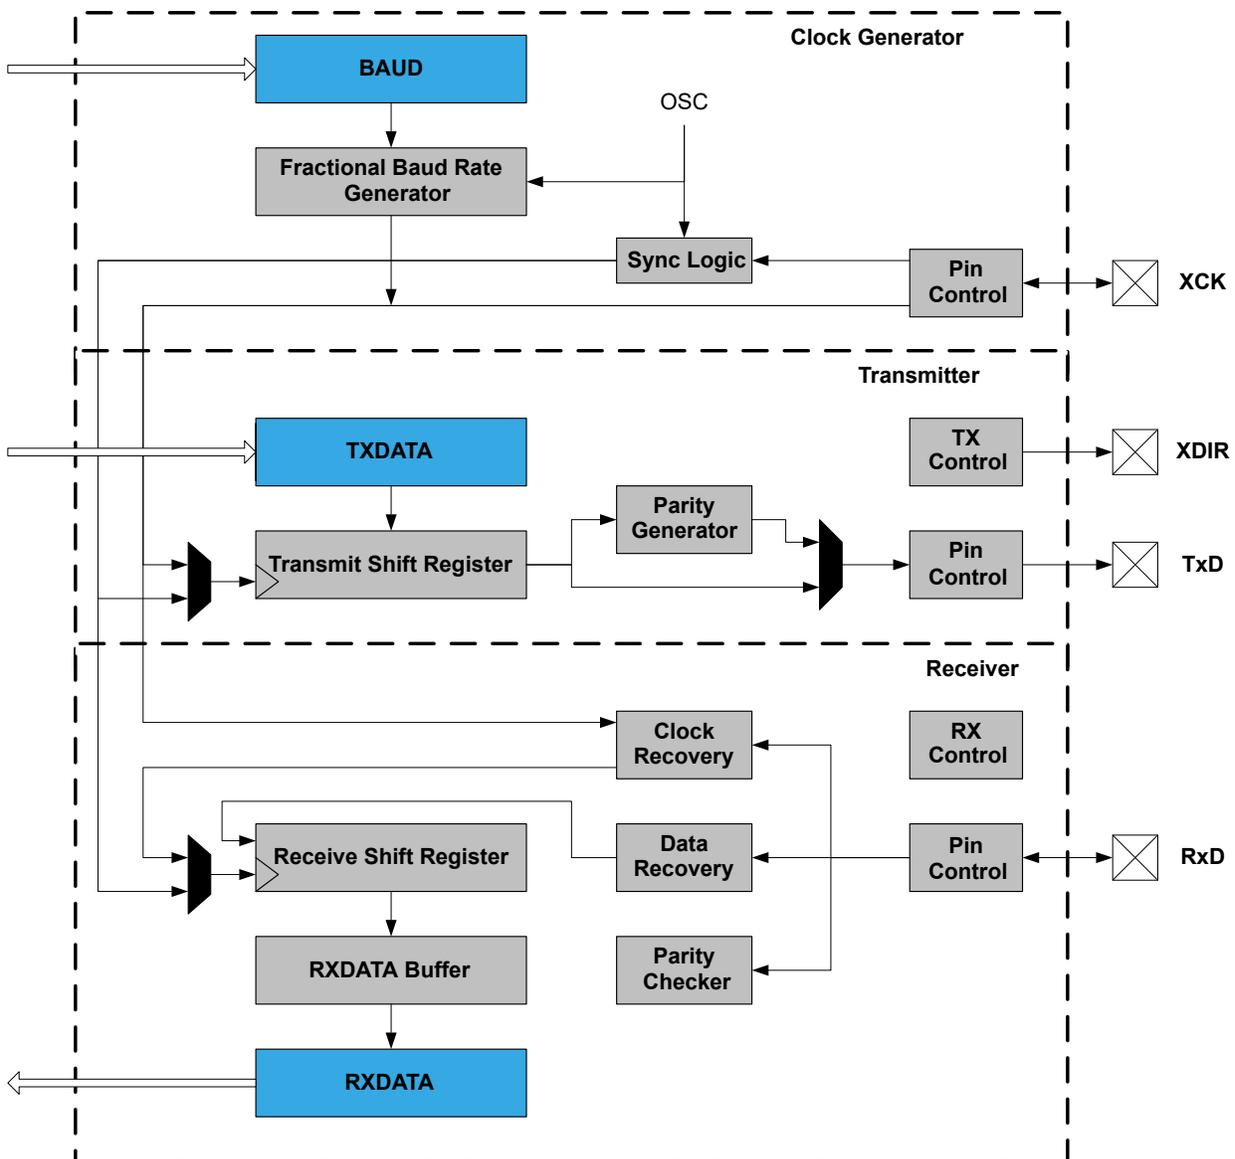 Clock Generator
BAUD
OSC
Fractional Baud Rate
Generator
Sync Logic
Pin
Control
XCK
Transmitter
TXDATA
TX
Control
XDIR
Parity
Generator
Transmit Shift Register
Pin
Control
TxD
Receiver
Clock
Recovery
RX
Control
Receive Shift Register
Data
Recovery
Pin
Control
RxD
RXDATA Buffer
Parity
Checker
RXDATA